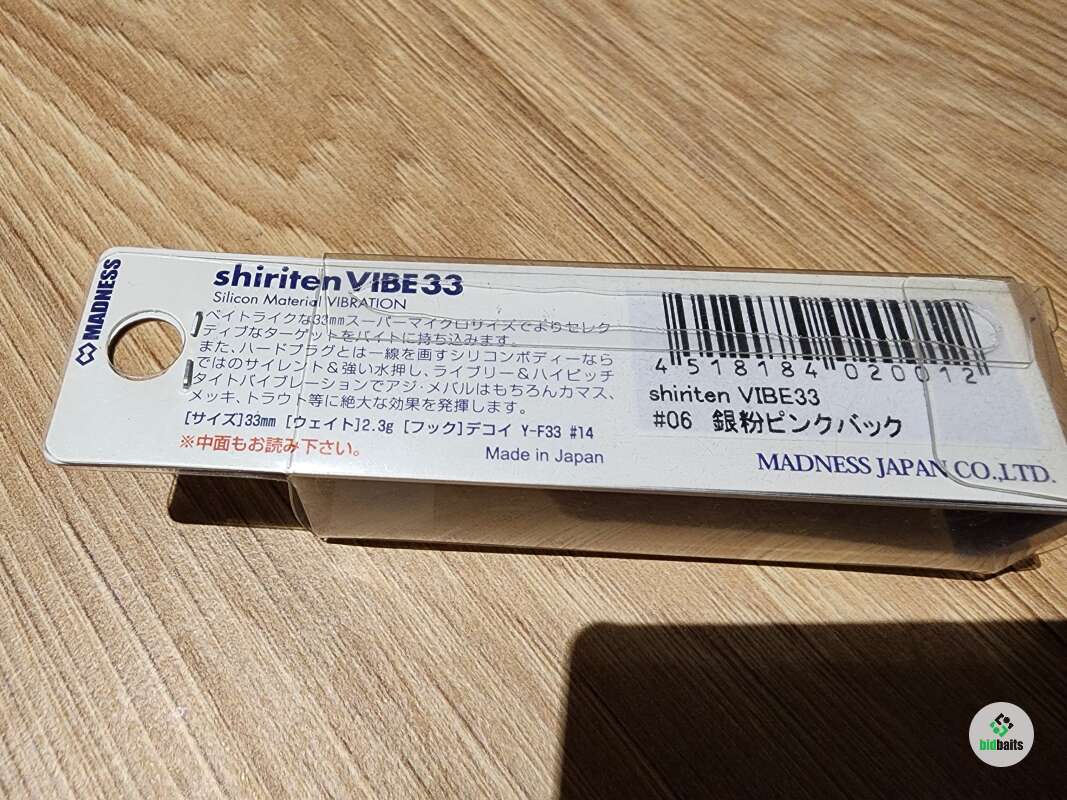 MADNESS
shiriten VIBE33
Silicon Material VIBRATION
ベイトライクな33mmスーパーマイクロサイズでよりセレク
ティブなターゲットをバイトに持ち込みます。
また、ハードプラグとは一線を画すシリコンボディーなら
ではのサイレント&強い水押し、ライブリー&ハイピッチ
タイトバイブレーションでアジ・メバルはもちろんカマス、
メッキ、トラウト等に絶大な効果を発揮します。
[サイズ]33mm [ウェイト]2.3g [フック]デコイ Y-F33 #14
※中面もお読み下さい。
Made in Japan
4 518184 020012
shiriten VIBE33
#06 銀粉ピンクバック
MADNESS JAPAN CO.,LTD.
bidbaits